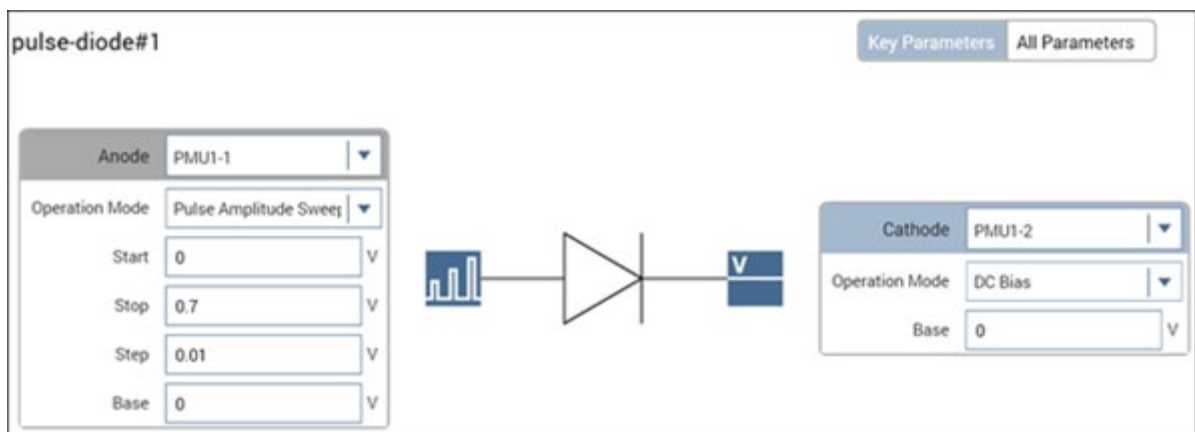 pulse-diode#1
Key Parameters All Parameters
Anode PMU1-1
Operation Mode Pulse Amplitude Sweep
Start 0 V
Stop 0.7 V
Step 0.01 V
Base 0 V
V
Cathode PMU1-2
Operation Mode DC Bias
Base 0 V